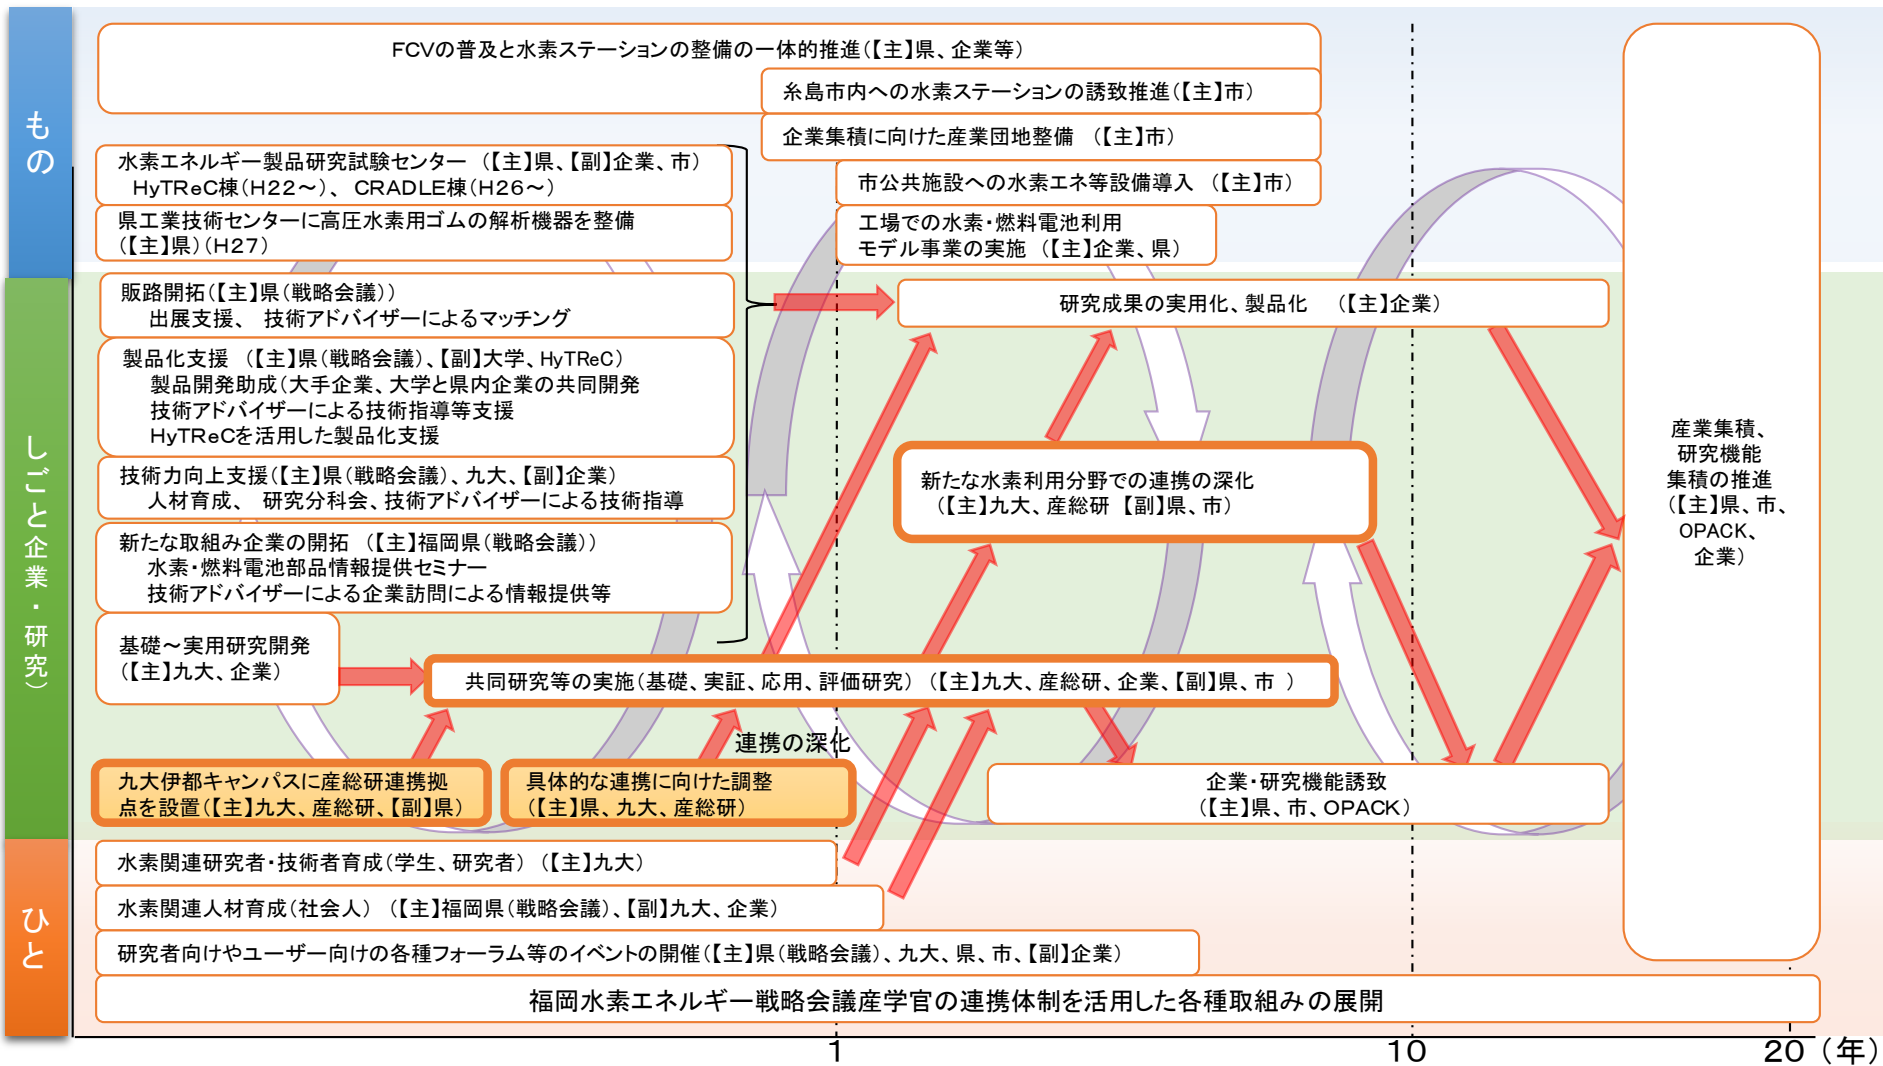 もの
FCVの普及と水素ステーションの整備の一体的推進(【主】県、企業等)
糸島市内への水素ステーションの誘致推進(【主】市)
企業集積に向けた産業団地整備 (【主】市)
水素エネルギー製品研究試験センター (【主】県、【副】企業、市)
HyTReC棟(H22~)、 CRADLE棟(H26~)
市公共施設への水素エネ等設備導入 (【主】市)
県工業技術センターに高圧水素用ゴムの解析機器を整備
(【主】県)(H27)
工場での水素・燃料電池利用
モデル事業の実施 (【主】企業、県)
しごと企業・研究)
販路開拓(【主】県(戦略会議))
出展支援、 技術アドバイザーによるマッチング
研究成果の実用化、製品化 (【主】企業)
製品化支援 (【主】県(戦略会議)、【副】大学、HyTReC)
製品開発助成(大手企業、大学と県内企業の共同開発
技術アドバイザーによる技術指導等支援
HyTReCを活用した製品化支援
技術力向上支援(【主】県(戦略会議)、九大、【副】企業)
人材育成、 研究分科会、技術アドバイザーによる技術指導
新たな水素利用分野での連携の深化
(【主】九大、産総研 【副】県、市)
新たな取組み企業の開拓 (【主】福岡県(戦略会議))
水素・燃料電池部品情報提供セミナー
技術アドバイザーによる企業訪問による情報提供等
基礎~実用研究開発
(【主】九大、企業)
共同研究等の実施(基礎、実証、応用、評価研究) (【主】九大、産総研、企業、【副】県、市 )
連携の深化
九大伊都キャンパスに産総研連携拠
点を設置(【主】九大、産総研、【副】県)
具体的な連携に向けた調整
(【主】県、九大、産総研)
企業・研究機能誘致
(【主】県、市、OPACK)
産業集積、
研究機能
集積の推進
(【主】県、市、
OPACK、
企業)
ひと
水素関連研究者・技術者育成(学生、研究者) (【主】九大)
水素関連人材育成(社会人) (【主】福岡県(戦略会議)、【副】九大、企業)
研究者向けやユーザー向けの各種フォーラム等のイベントの開催(【主】県(戦略会議)、九大、県、市、【副】企業)
福岡水素エネルギー戦略会議産学官の連携体制を活用した各種取組みの展開
1
10
20 (年)